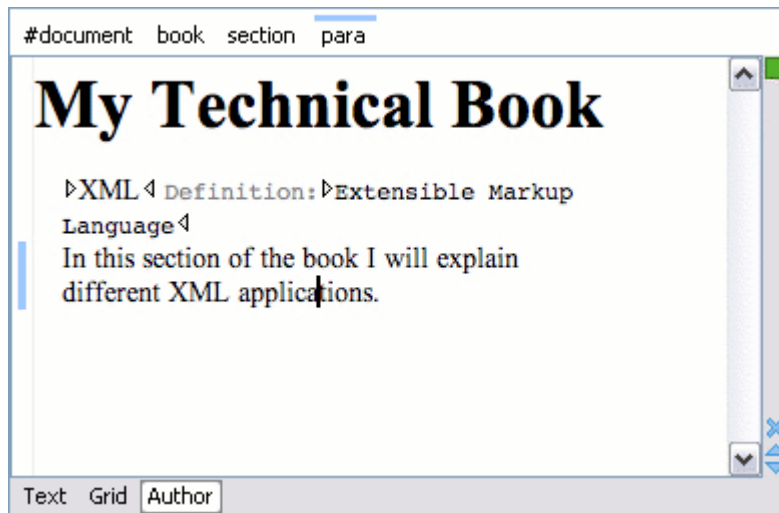 #document book section para
My Technical Book
XML Definition: Extensible Markup
Language
In this section of the book I will explain
different XML applications.
Text Grid Author